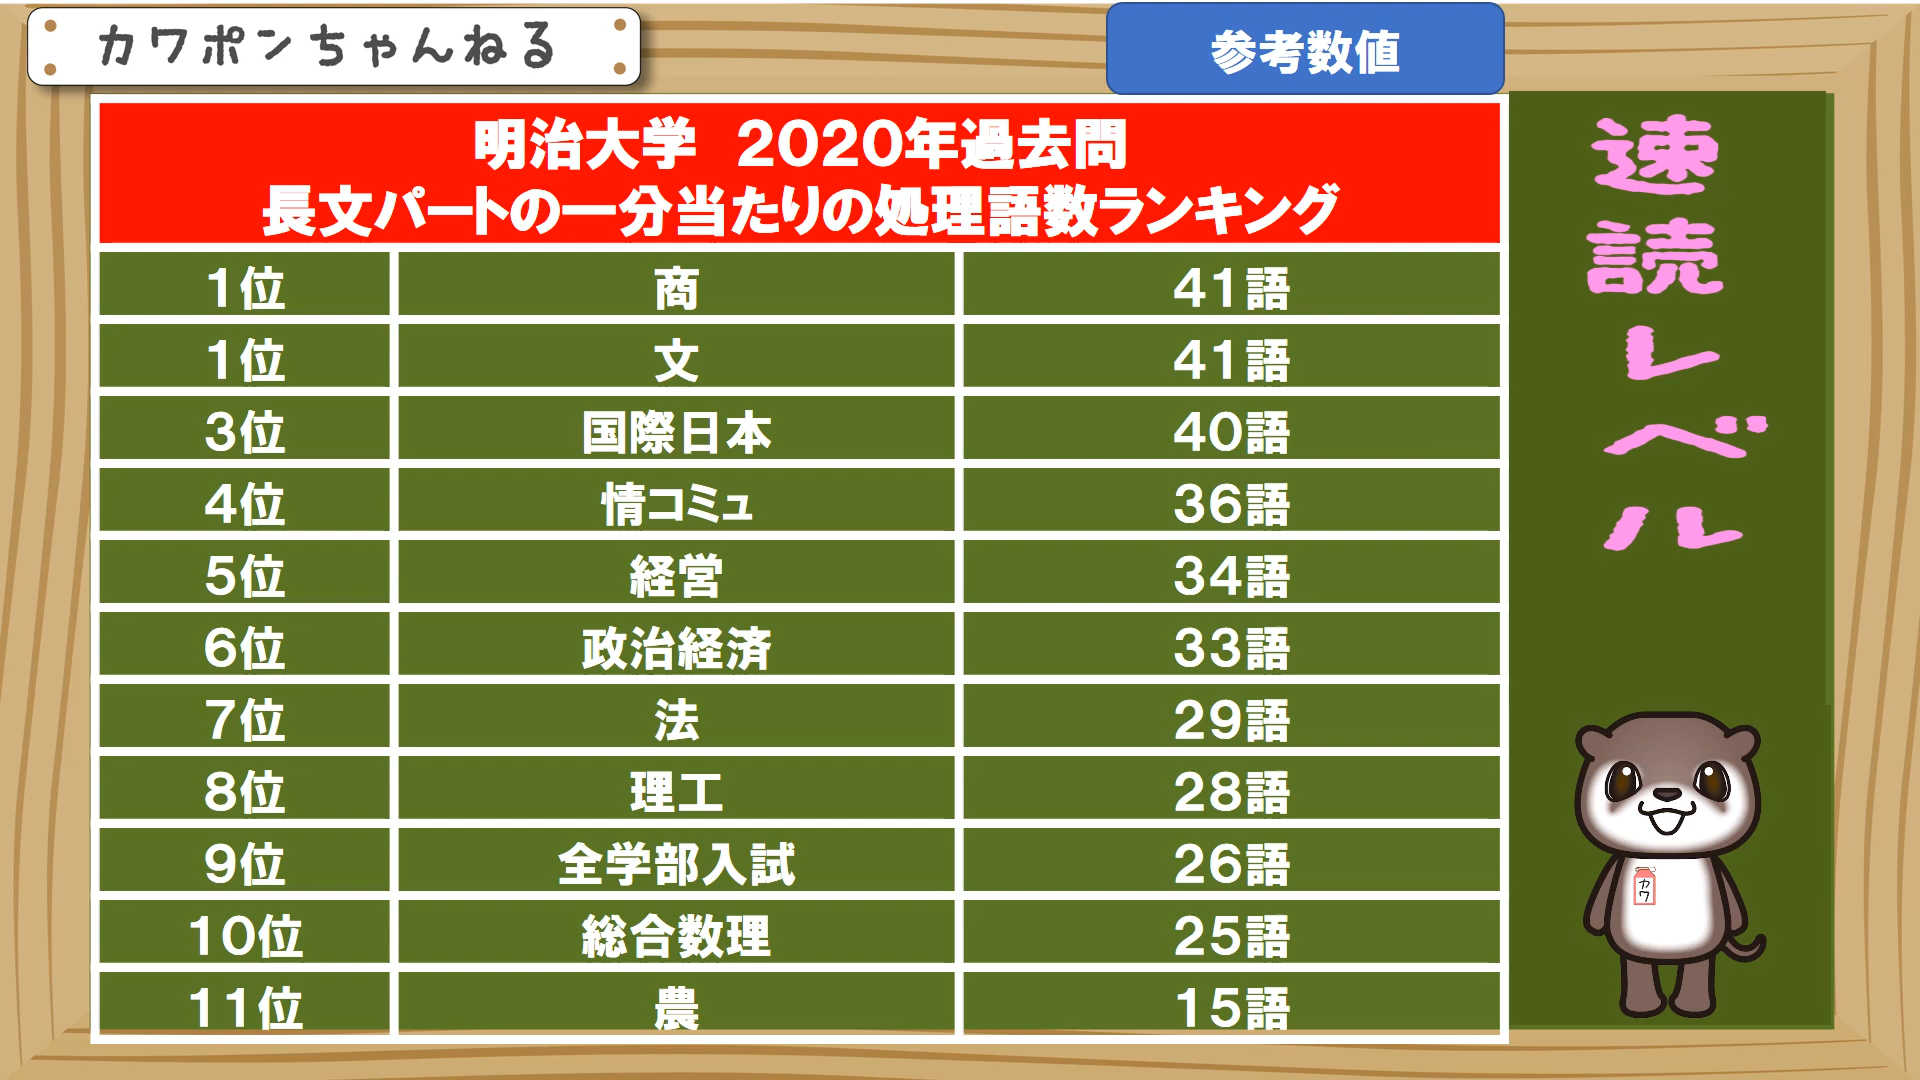 カワポンちゃんねる
参考数値
明治大学　2020年過去問
長文パートの一分当たりの処理語数ランキング
1位 商 41語
1位 文 41語
3位 国際日本 40語
4位 情コミュ 36語
5位 経営 34語
6位 政治経済 33語
7位 法 29語
8位 理工 28語
9位 全学部入試 26語
10位 総合数理 25語
11位 農 15語
速読レベル
カワ